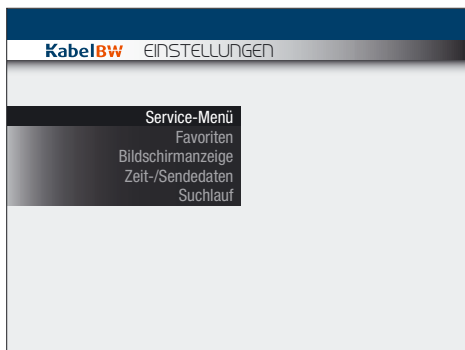 KabelBW EINSTELLUNGEN
Service-Menü
Favoriten
Bildschirmanzeige
Zeit-/Sendedaten
Suchlauf